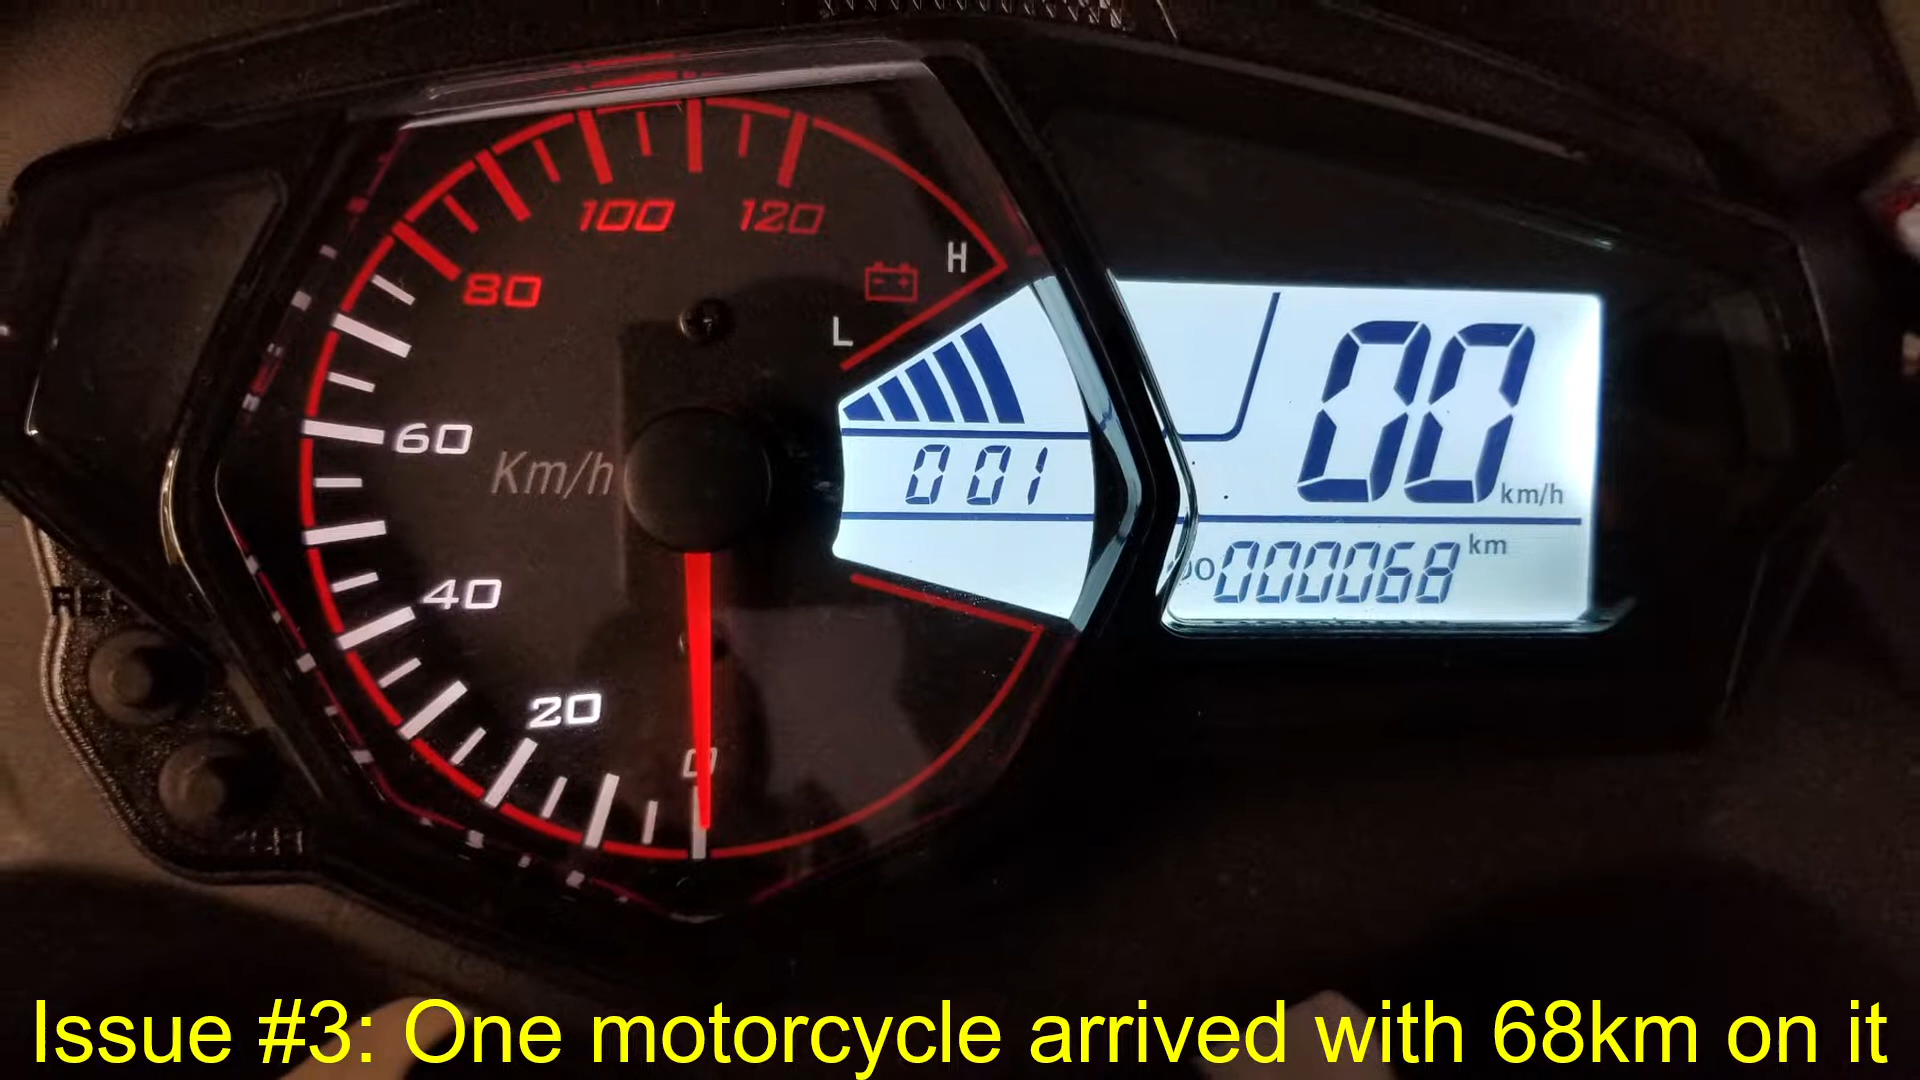 100 120
H
80
L
00
60
Km/h
001
km/h
000068 km
40
20
0
Issue #3: One motorcycle arrived with 68km on it